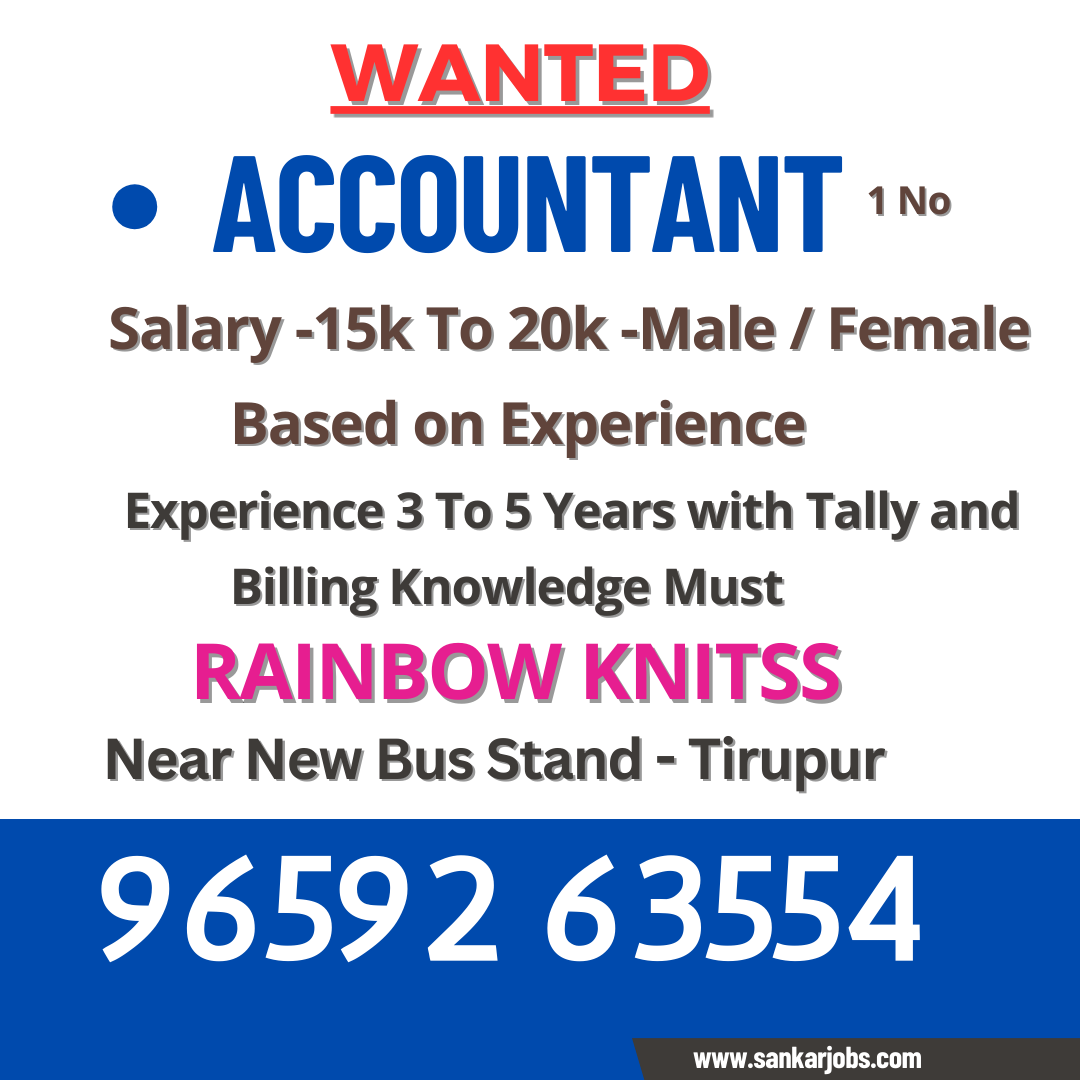 WANTED
• ACCOUNTANT 1 No
Salary -15k To 20k -Male / Female
Based on Experience
Experience 3 To 5 Years with Tally and
Billing Knowledge Must
RAINBOW KNITSS
Near New Bus Stand - Tirupur
96592 63554
www.sankarjobs.com